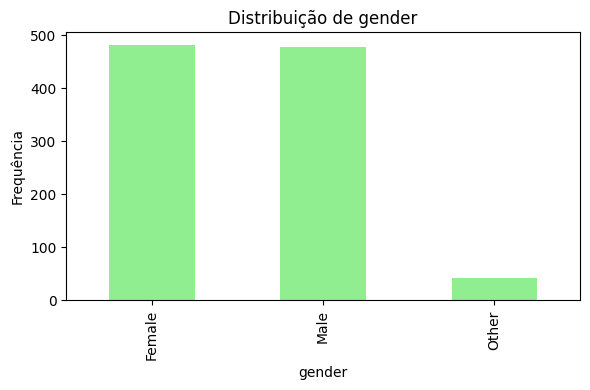 Distribuição de gender
Frequência
500
400
300
200
100
0
Female
Male
Other
gender